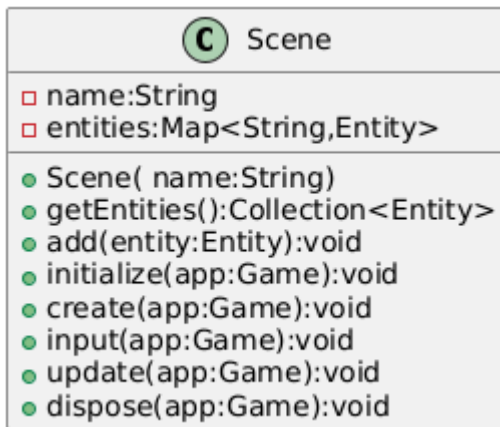 C Scene
name:String
entities:Map<String,Entity>
Scene( name:String)
getEntities():Collection<Entity>
add(entity:Entity):void
initialize(app:Game):void
create(app:Game):void
input(app:Game):void
update(app:Game):void
dispose(app:Game):void